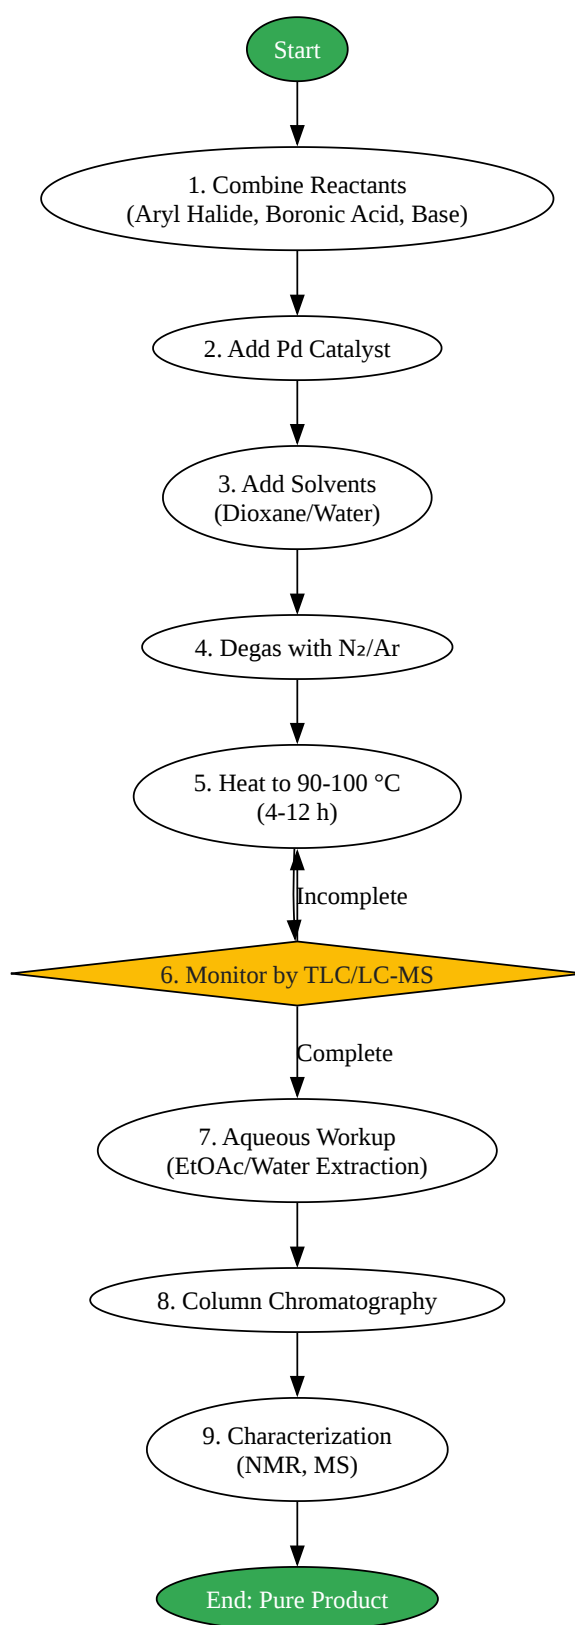 Start
1. Combine Reactants
(Aryl Halide, Boronic Acid, Base)
2. Add Pd Catalyst
3. Add Solvents
(Dioxane/Water)
4. Degas with N₂/Ar
5. Heat to 90-100 °C
(4-12 h)
Incomplete
6. Monitor by TLC/LC-MS
Complete
7. Aqueous Workup
(EtOAc/Water Extraction)
8. Column Chromatography
9. Characterization
(NMR, MS)
End: Pure Product